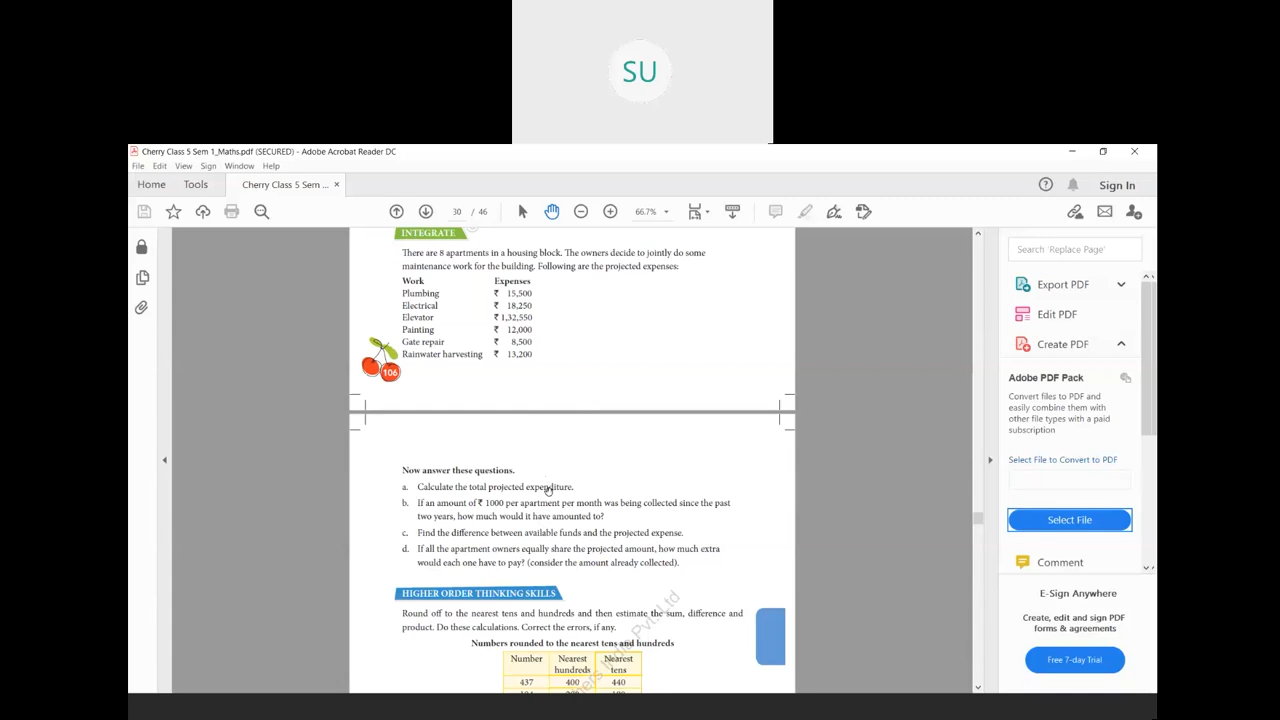 SU
Cherry Class 5 Sem 1_Maths.pdf (SECURED) - Adobe Acrobat Reader DC
File Edit View Sign Window Help
Home Tools Cherry Class 5 Sem ... × Sign In
30 / 46 66.7%
INTEGRATE
There are 8 apartments in a housing block. The owners decide to jointly do some
maintenance work for the building. Following are the projected expenses:
Work Expenses
Plumbing ₹ 15,500
Electrical ₹ 18,250
Elevator ₹ 1,32,550
Painting ₹ 12,000
Gate repair ₹ 8,500
Rainwater harvesting ₹ 13,200
106
Now answer these questions.
a. Calculate the total projected expenditure.
b. If an amount of ₹ 1000 per apartment per month was being collected since the past
two years, how much would it have amounted to?
c. Find the difference between available funds and the projected expense.
d. If all the apartment owners equally share the projected amount, how much extra
would each one have to pay? (consider the amount already collected).
HIGHER ORDER THINKING SKILLS
Round off to the nearest tens and hundreds and then estimate the sum, difference and
product. Do these calculations. Correct the errors, if any.
Numbers rounded to the nearest tens and hundreds
Number Nearest Nearest
hundreds tens
437 400 440
Pvt. Ltd
Search 'Replace Page'
Export PDF
Edit PDF
Create PDF
Adobe PDF Pack
Convert files to PDF and
easily combine them with
other file types with a paid
subscription
Select File to Convert to PDF
Select File
Comment
E-Sign Anywhere
Create, edit and sign PDF
forms & agreements
Free 7-day Trial